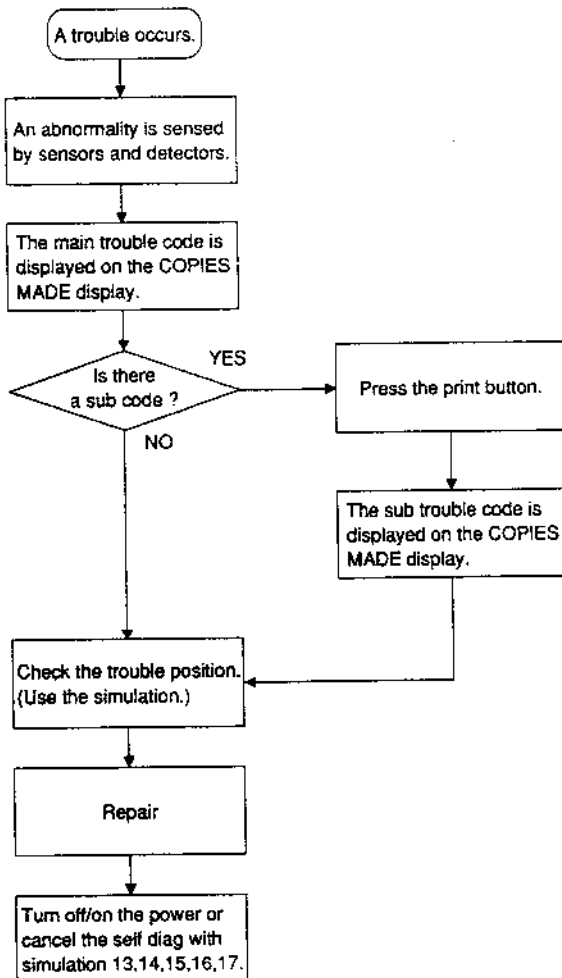 A trouble occurs.
An abnormality is sensed
by sensors and detectors.
The main trouble code is
displayed on the COPIES
MADE display.
Is there
a sub code ?
YES
NO
Press the print button.
The sub trouble code is
displayed on the COPIES
MADE display.
Check the trouble position.
(Use the simulation.)
Repair
Turn off/on the power or
cancel the self diag with
simulation 13,14,15,16,17.